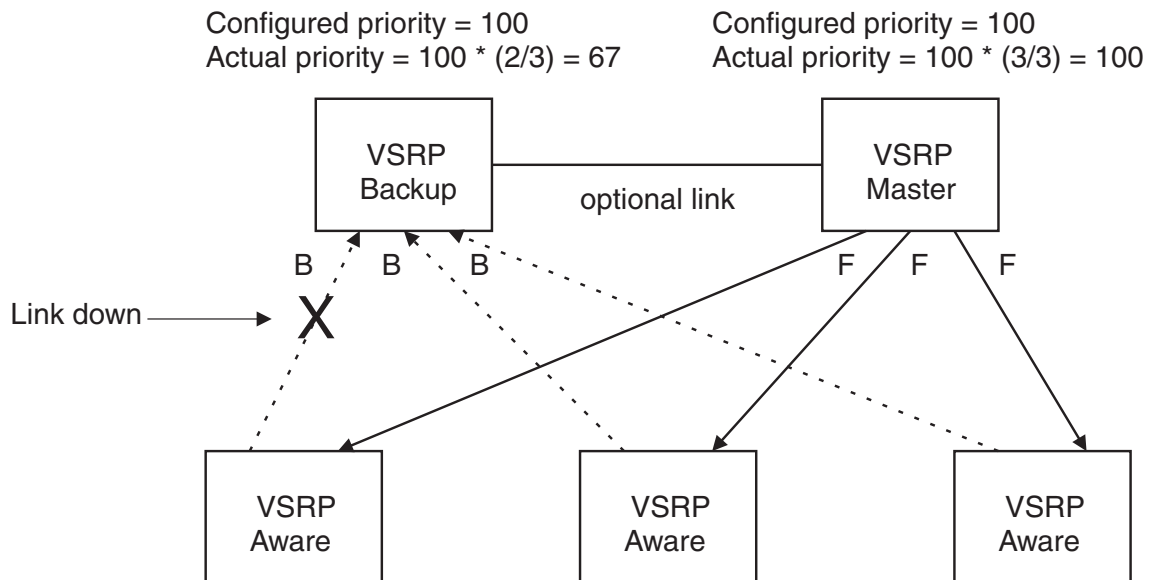 Configured priority = 100
Actual priority = 100 * (2/3) = 67
Configured priority = 100
Actual priority = 100 * (3/3) = 100
VSRP
Backup
optional link
VSRP
Master
B
B
B
F
F
F
Link down
X
VSRP
Aware
VSRP
Aware
VSRP
Aware